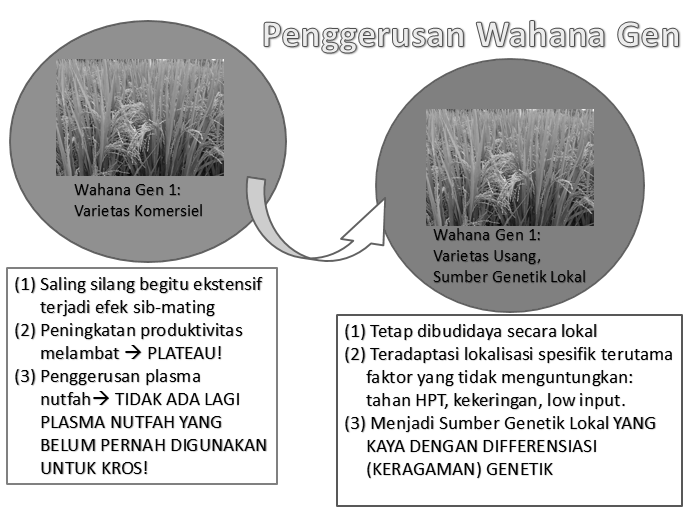 Penggerusan Wahana Gen
Wahana Gen 1:
Varietas Komersiel
(1) Saling silang begitu ekstensif
terjadi efek sib-mating
(2) Peningkatan produktivitas
melambat → PLATEAU!
(3) Penggerusan plasma
nutfah→ TIDAK ADA LAGI
PLASMA NUTFAH YANG
BELUM PERNAH DIGUNAKAN
UNTUK KROS!
Wahana Gen 1:
Varietas Usang,
Sumber Genetik Lokal
(1) Tetap dibudidaya secara lokal
(2) Teradaptasi lokalisasi spesifik terutama
faktor yang tidak menguntungkan:
tahan HPT, kekeringan, low input.
(3) Menjadi Sumber Genetik Lokal YANG
KAYA DENGAN DIFFERENSIASI
(KERAGAMAN) GENETIK